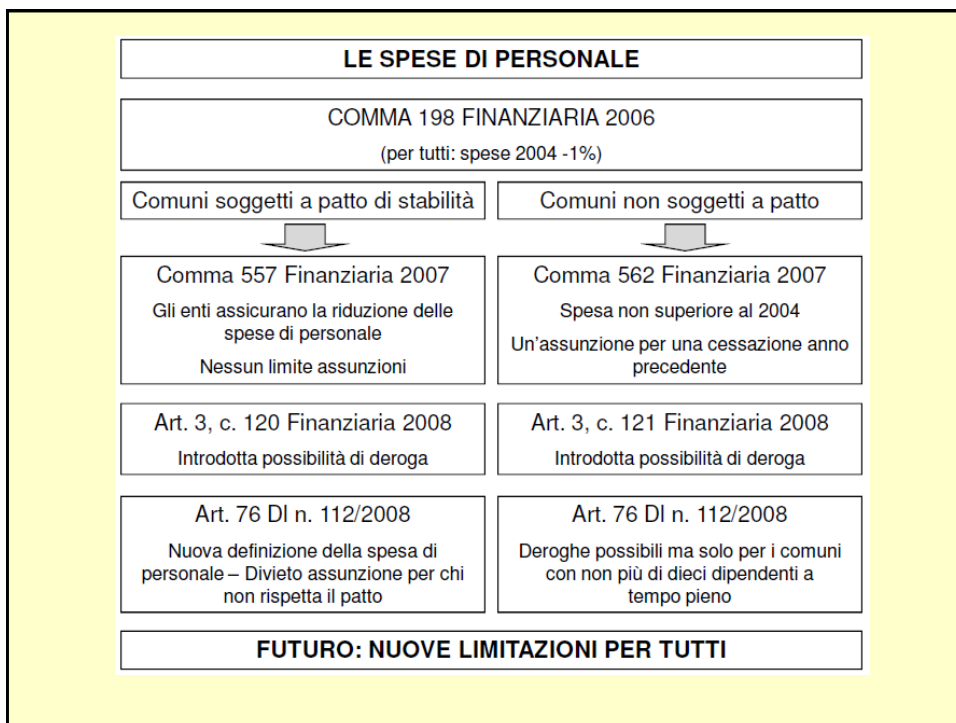 LE SPESE DI PERSONALE
COMMA 198 FINANZIARIA 2006
(per tutti: spese 2004 -1%)
Comuni soggetti a patto di stabilità
Comuni non soggetti a patto
Comma 557 Finanziaria 2007
Gli enti assicurano la riduzione delle
spese di personale
Nessun limite assunzioni
Comma 562 Finanziaria 2007
Spesa non superiore al 2004
Un'assunzione per una cessazione anno
precedente
Art. 3, c. 120 Finanziaria 2008
Introdotta possibilità di deroga
Art. 3, c. 121 Finanziaria 2008
Introdotta possibilità di deroga
Art. 76 Dl n. 112/2008
Nuova definizione della spesa di
personale – Divieto assunzione per chi
non rispetta il patto
Art. 76 Dl n. 112/2008
Deroghe possibili ma solo per i comuni
con non più di dieci dipendenti a
tempo pieno
FUTURO: NUOVE LIMITAZIONI PER TUTTI